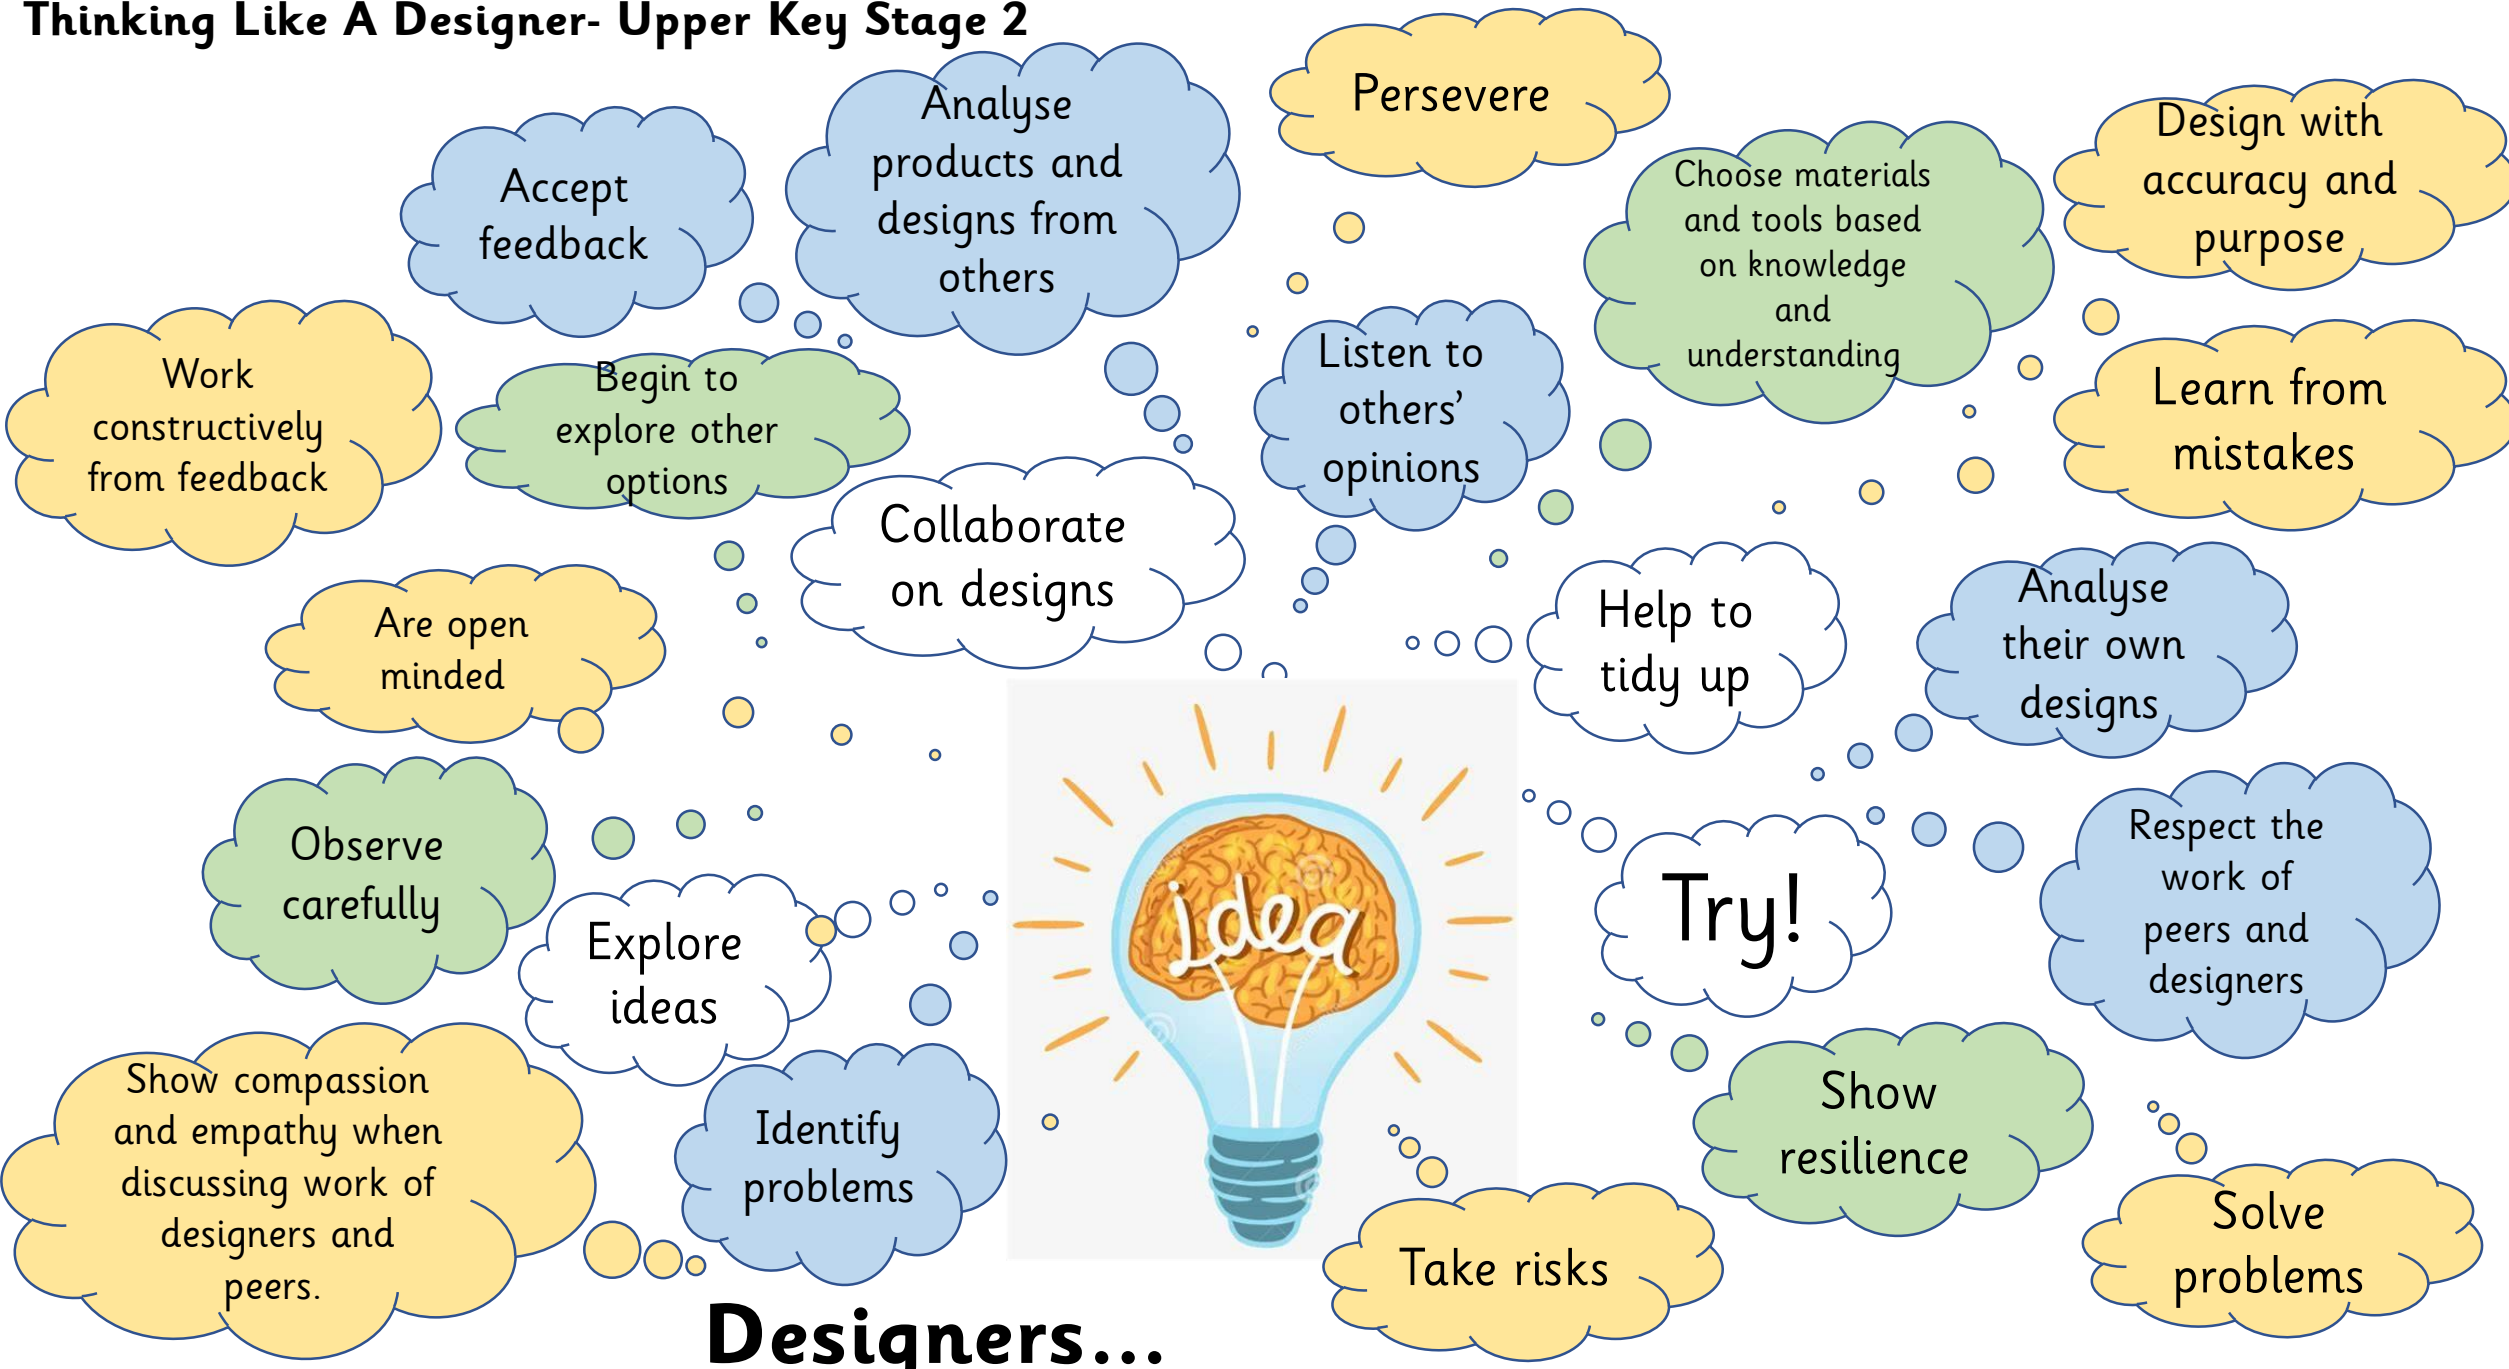 Thinking Like A Designer- Upper Key Stage 2
Persevere
Analyse
products and
designs from
others
Accept
feedback
Choose materials
and tools based
on knowledge
and
understanding
Design with
accuracy and
purpose
Work
constructively
from feedback
Begin to
explore other
options
Listen to
others’
opinions
Learn from
mistakes
Collaborate
on designs
Are open
minded
Help to
tidy up
Analyse
their own
designs
Observe
carefully
Explore
ideas
idea
Try!
Respect the
work of
peers and
designers
Show compassion
and empathy when
discussing work of
designers and
peers.
Identify
problems
Show
resilience
Take risks
Solve
problems
Designers...